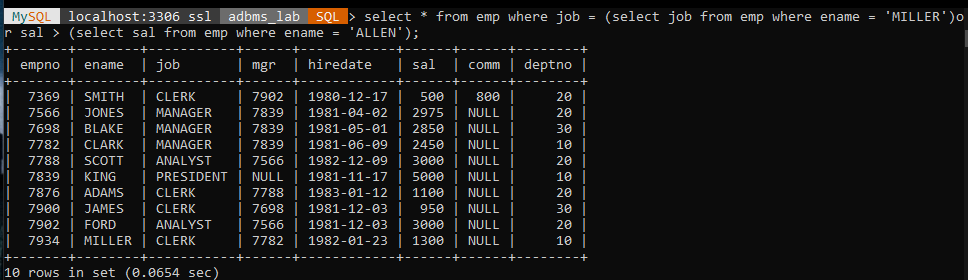 MySQL localhost:3306 ssl adbms_lab SQL > select * from emp where job = (select job from emp where ename = 'MILLER')o
r sal > (select sal from emp where ename = 'ALLEN');
+-------+--------+-----------+------+------------+------+------+--------+
| empno | ename  | job       | mgr  | hiredate   | sal  | comm | deptno |
+-------+--------+-----------+------+------------+------+------+--------+
|  7369 | SMITH  | CLERK     | 7902 | 1980-12-17 |  500 |  800 |     20 |
|  7566 | JONES  | MANAGER   | 7839 | 1981-04-02 | 2975 | NULL |     20 |
|  7698 | BLAKE  | MANAGER   | 7839 | 1981-05-01 | 2850 | NULL |     30 |
|  7782 | CLARK  | MANAGER   | 7839 | 1981-06-09 | 2450 | NULL |     10 |
|  7788 | SCOTT  | ANALYST   | 7566 | 1982-12-09 | 3000 | NULL |     20 |
|  7839 | KING   | PRESIDENT | NULL | 1981-11-17 | 5000 | NULL |     10 |
|  7876 | ADAMS  | CLERK     | 7788 | 1983-01-12 | 1100 | NULL |     20 |
|  7900 | JAMES  | CLERK     | 7698 | 1981-12-03 |  950 | NULL |     30 |
|  7902 | FORD   | ANALYST   | 7566 | 1981-12-03 | 3000 | NULL |     20 |
|  7934 | MILLER | CLERK     | 7782 | 1982-01-23 | 1300 | NULL |     10 |
+-------+--------+-----------+------+------------+------+------+--------+
10 rows in set (0.0654 sec)